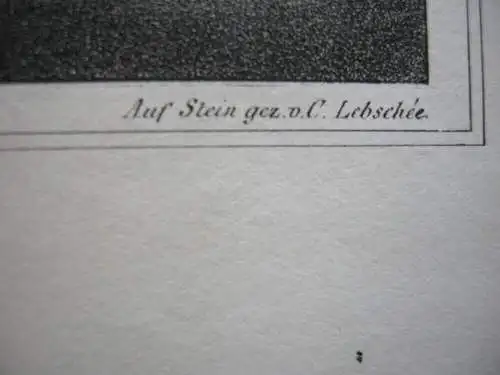 Auf Stein gez. v. C. Lebschée.